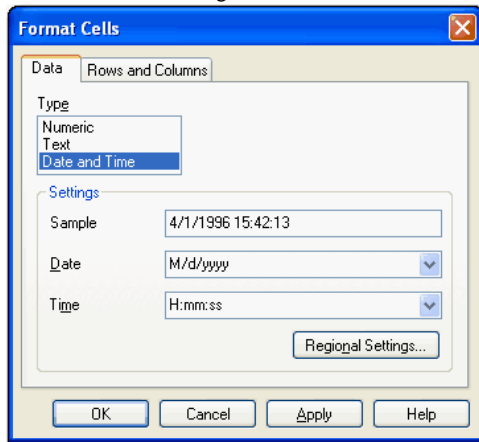 Format Cells
Data Rows and Columns
Type
Numeric
Text
Date and Time
Settings
Sample 4/1/1996 15:42:13
Date M/d/yyyy
Time H:mm:ss
Regional Settings...
OK Cancel Apply Help